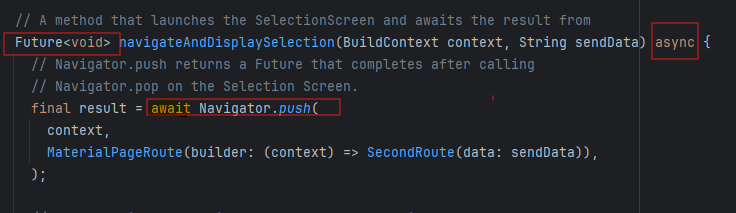 // A method that launches the SelectionScreen and awaits the result from
Future<void> navigateAndDisplaySelection(BuildContext context, String sendData) async {
// Navigator.push returns a Future that completes after calling
// Navigator.pop on the Selection Screen.
final result = await Navigator.push(
context,
MaterialPageRoute(builder: (context) => SecondRoute(data: sendData)),
);